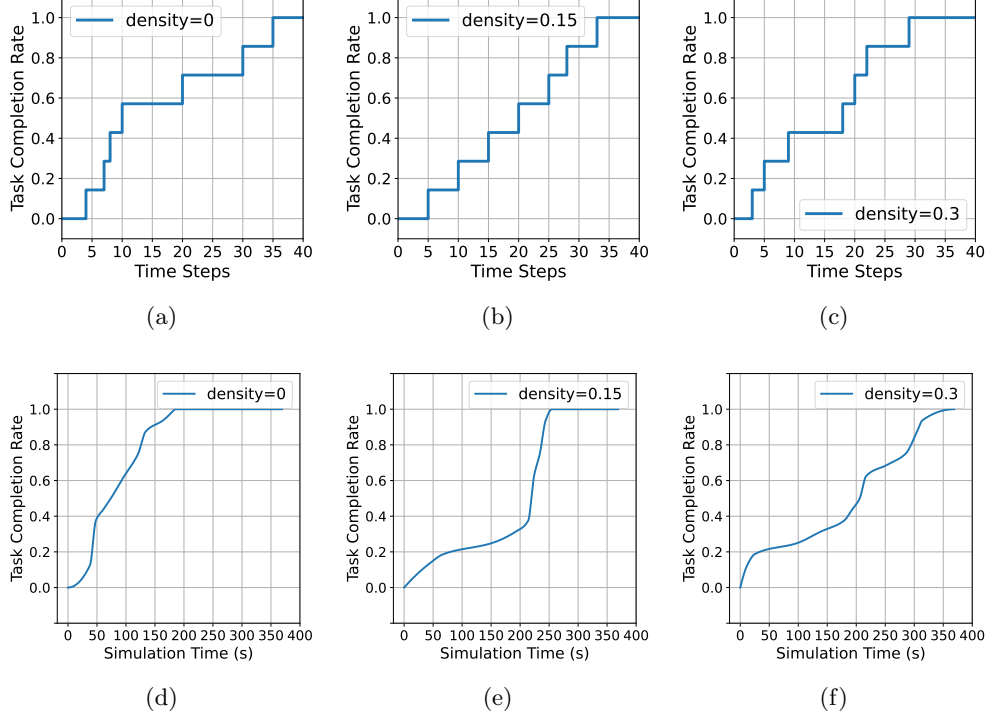 density=0
Task Completion Rate
1.0
0.8
0.6
0.4
0.2
0.0
0 5 10 15 20 25 30 35 40
Time Steps
(a)
density=0.15
Task Completion Rate
1.0
0.8
0.6
0.4
0.2
0.0
0 5 10 15 20 25 30 35 40
Time Steps
(b)
density=0.3
Task Completion Rate
1.0
0.8
0.6
0.4
0.2
0.0
0 5 10 15 20 25 30 35 40
Time Steps
(c)
density=0
Task Completion Rate
1.0
0.8
0.6
0.4
0.2
0.0
0 50 100 150 200 250 300 350 400
Simulation Time (s)
(d)
density=0.15
Task Completion Rate
1.0
0.8
0.6
0.4
0.2
0.0
0 50 100 150 200 250 300 350 400
Simulation Time (s)
(e)
density=0.3
Task Completion Rate
1.0
0.8
0.6
0.4
0.2
0.0
0 50 100 150 200 250 300 350 400
Simulation Time (s)
(f)